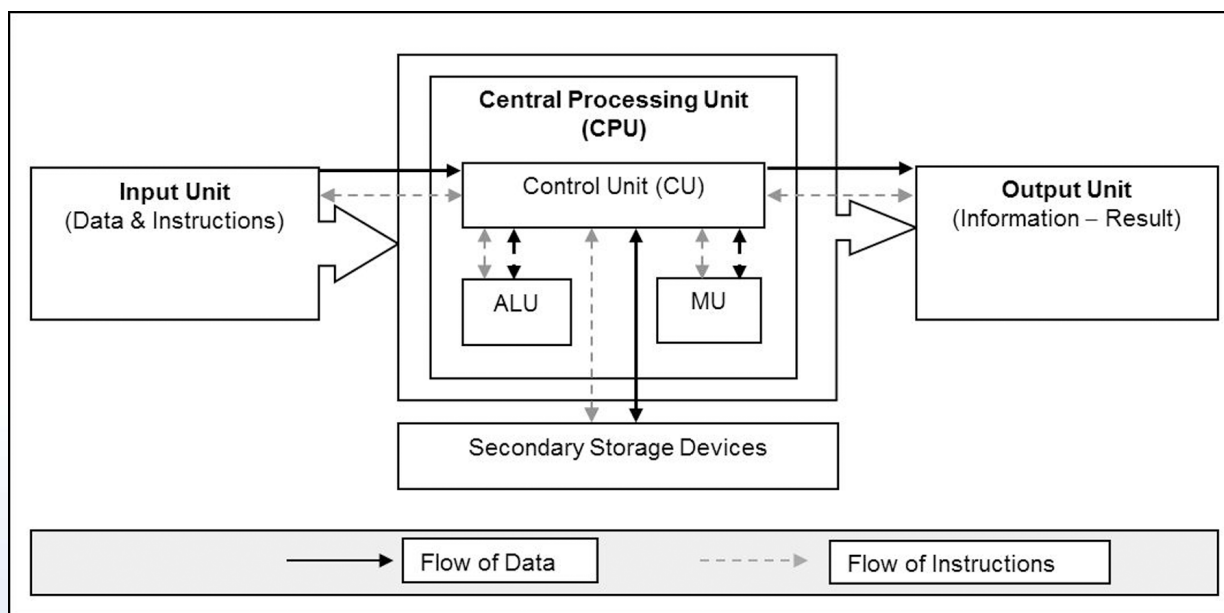 Central Processing Unit
(CPU)
Input Unit
(Data & Instructions)
Control Unit (CU)
Output Unit
(Information – Result)
ALU
MU
Secondary Storage Devices
Flow of Data
Flow of Instructions